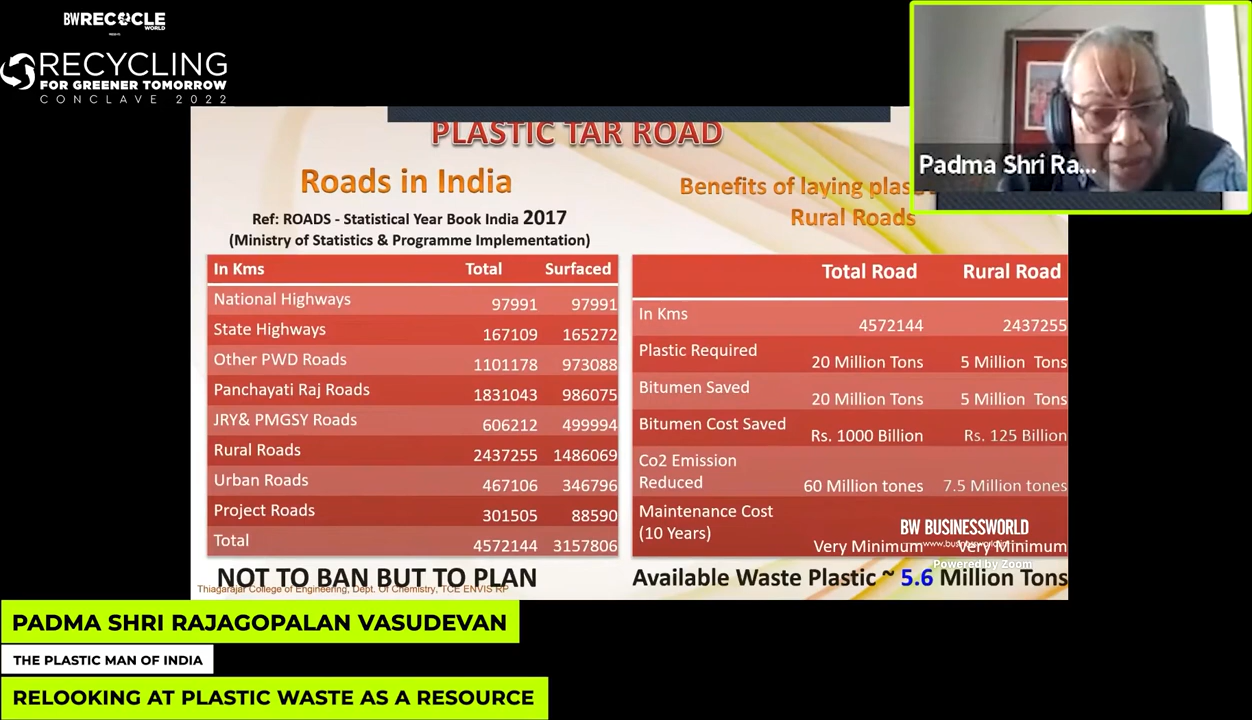 BW RECYCLE
WORLD
PRESENTS
RECYCLING
FOR GREENER TOMORROW
CONCLAVE 2022
Padma Shri Ra...
PLASTIC TAR ROAD
Roads in India
Ref: ROADS - Statistical Year Book India 2017
(Ministry of Statistics & Programme Implementation)
In Kms Total Surfaced
National Highways 97991 97991
State Highways 167109 165272
Other PWD Roads 1101178 973088
Panchayati Raj Roads 1831043 986075
JRY& PMGSY Roads 606212 499994
Rural Roads 2437255 1486069
Urban Roads 467106 346796
Project Roads 301505 88590
Total 4572144 3157806
NOT TO BAN BUT TO PLAN
Thiagarajar College of Engineering, Dept. Of Chemistry, TCE ENVIS RP
Benefits of laying
Rural Roads
Total Road Rural Road
In Kms 4572144 2437255
Plastic Required 20 Million Tons 5 Million Tons
Bitumen Saved 20 Million Tons 5 Million Tons
Bitumen Cost Saved Rs. 1000 Billion Rs. 125 Billion
Co2 Emission
Reduced 60 Million tones 7.5 Million tones
Maintenance Cost
(10 Years) Very Minimum Very Minimum
BW BUSINESSWORLD
Powered by Zoom
Available Waste Plastic ~ 5.6 Million Tons
PADMA SHRI RAJAGOPALAN VASUDEVAN
THE PLASTIC MAN OF INDIA
RELOOKING AT PLASTIC WASTE AS A RESOURCE